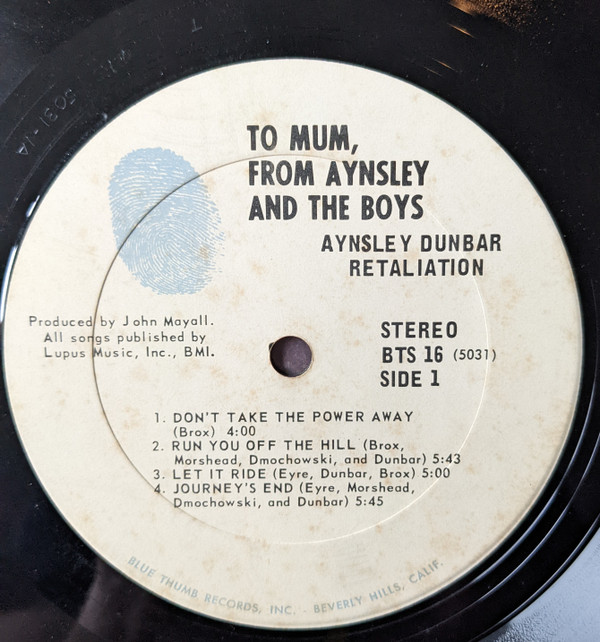 5031-1A
TO MUM,
FROM AYNSLEY
AND THE BOYS
AYNSLEY DUNBAR
RETALIATION
Produced by John Mayall.
All songs published by
Lupus Music, Inc., BMI.
STEREO
BTS 16 (5031)
SIDE 1
1. DON'T TAKE THE POWER AWAY
(Brox) 4:00
2. RUN YOU OFF THE HILL (Brox,
Morshead, Dmochowski, and Dunbar) 5:43
3. LET IT RIDE (Eyre, Dunbar, Brox) 5:00
4. JOURNEY'S END (Eyre, Morshead,
Dmochowski, and Dunbar) 5:45
BLUE THUMB RECORDS, INC. - BEVERLY HILLS, CALIF.